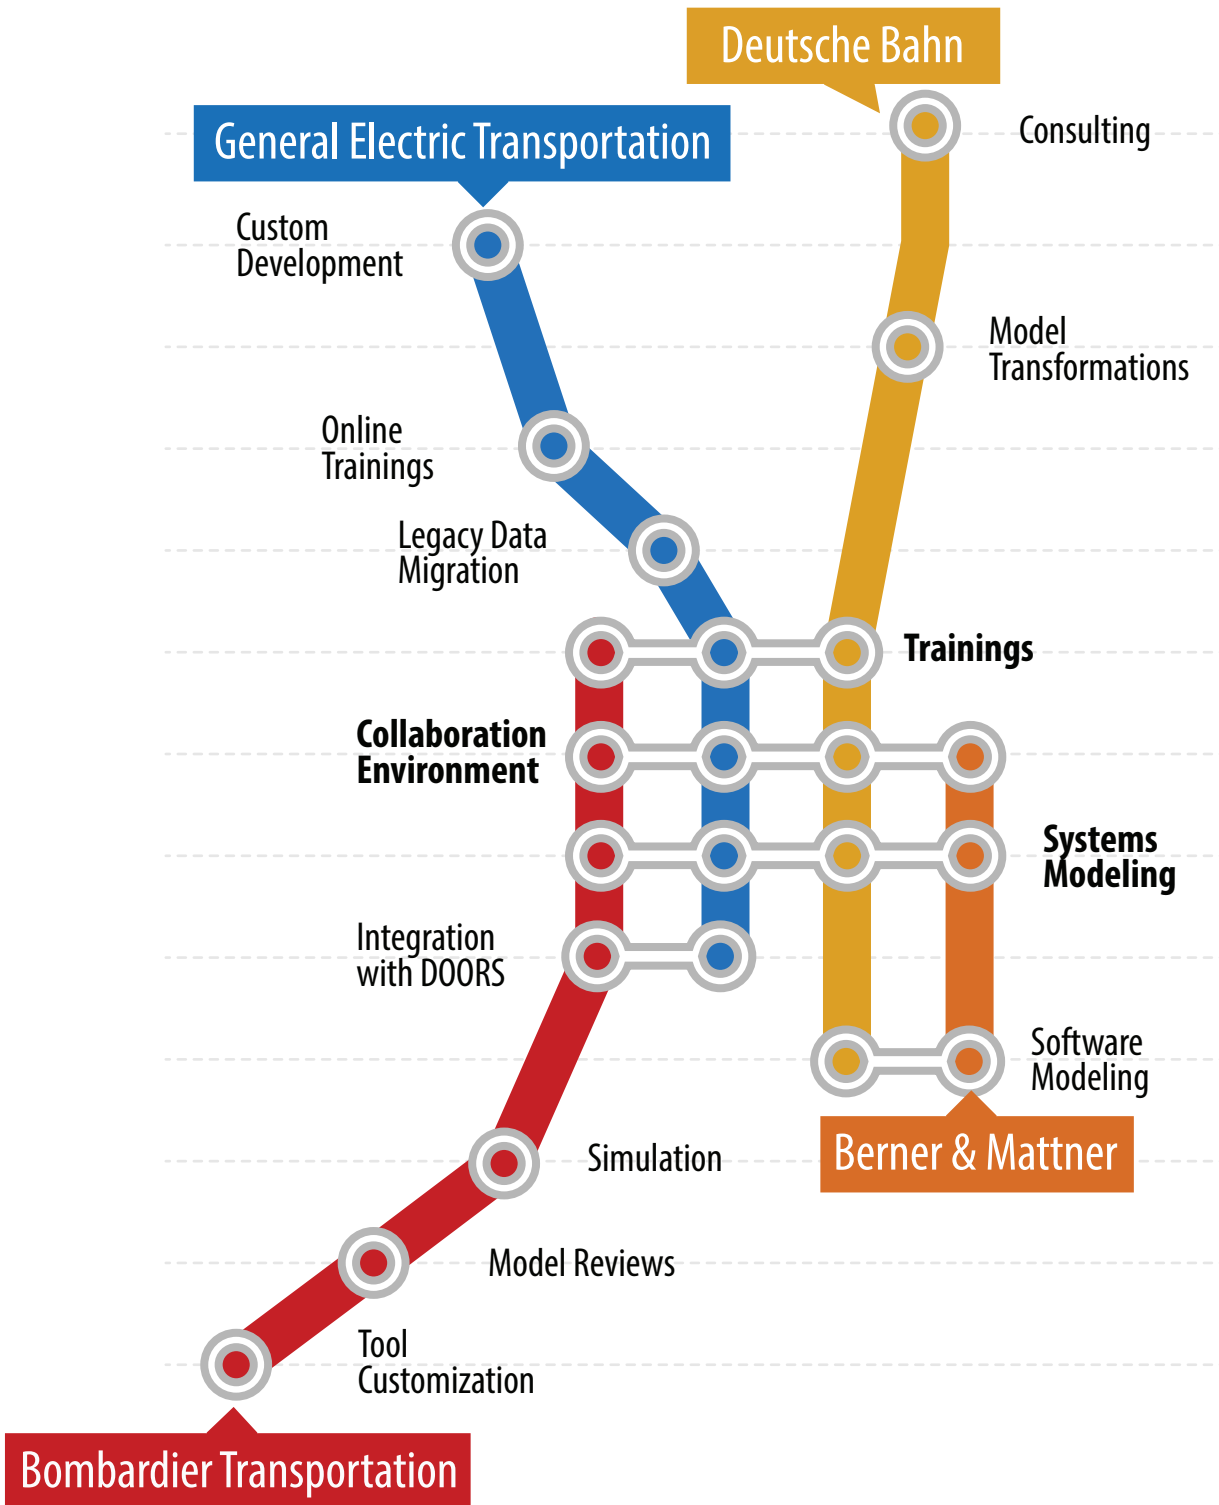 Deutsche Bahn
Consulting
General Electric Transportation
Custom
Development
Model
Transformations
Online
Trainings
Legacy Data
Migration
Trainings
Collaboration
Environment
Systems
Modeling
Integration
with DOORS
Software
Modeling
Berner & Mattner
Simulation
Model Reviews
Tool
Customization
Bombardier Transportation